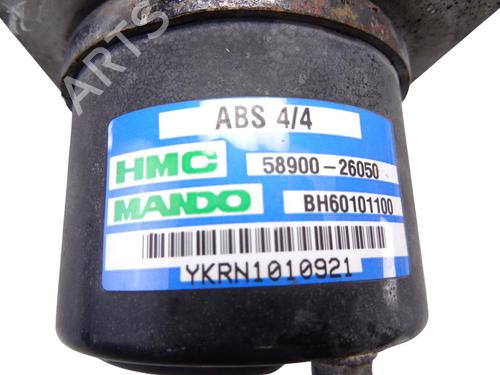 ARTS
ABS 4/4
HMC 58900-26050
MANDO BH60101100
YKRN1010921